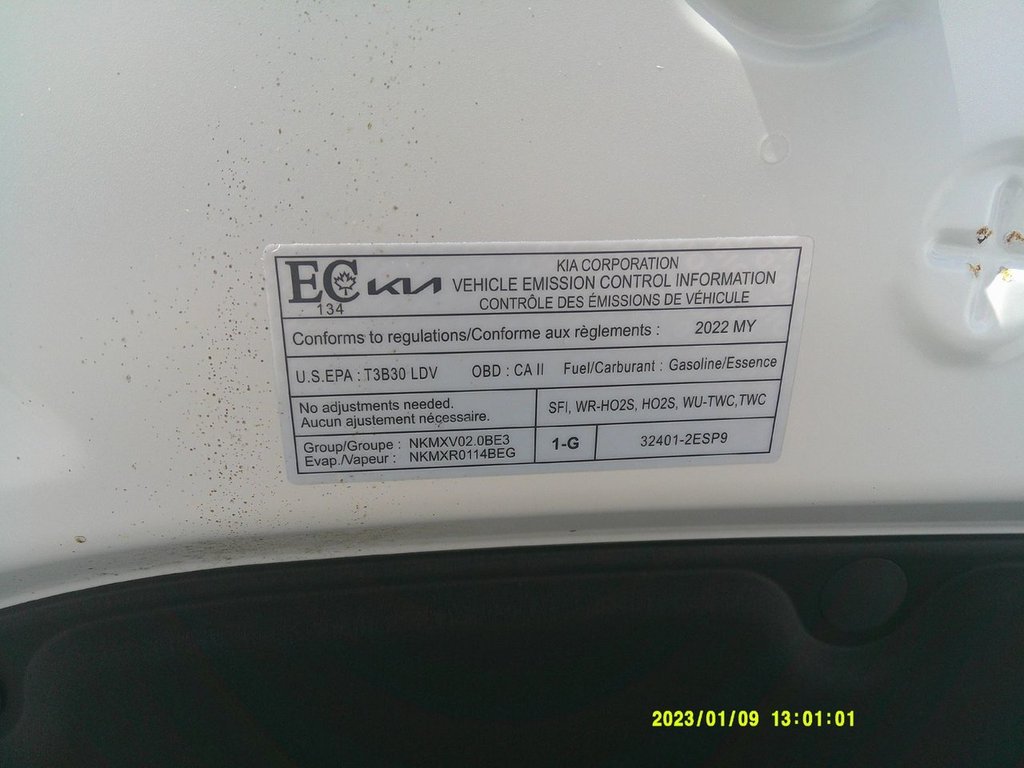 EC
134
KIA
KIA CORPORATION
VEHICLE EMISSION CONTROL INFORMATION
CONTRÔLE DES ÉMISSIONS DE VÉHICULE
Conforms to regulations/Conforme aux règlements : 2022 MY
U.S.EPA : T3B30 LDV OBD : CA II Fuel/Carburant : Gasoline/Essence
No adjustments needed.
Aucun ajustement nécessaire.
SFI, WR-HO2S, HO2S, WU-TWC,TWC
Group/Groupe : NKMXV02.0BE3
Evap./Vapeur : NKMXR0114BEG
1-G
32401-2ESP9
2023/01/09 13:01:01